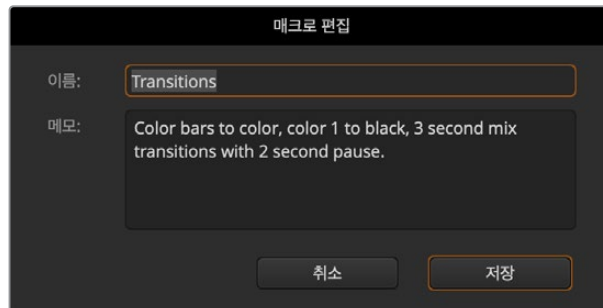 매크로 편집
이름: Transitions
메모: Color bars to color, color 1 to black, 3 second mix
transitions with 2 second pause.
취소 저장